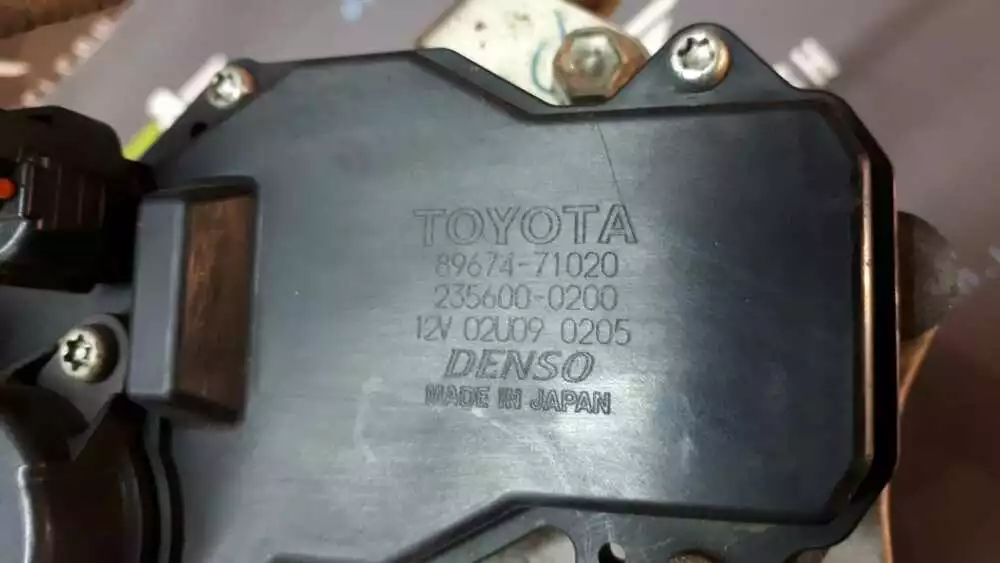 TOYOTA
89674-71020
235600-0200
12V 02U09 0205
DENSO
MADE IN JAPAN